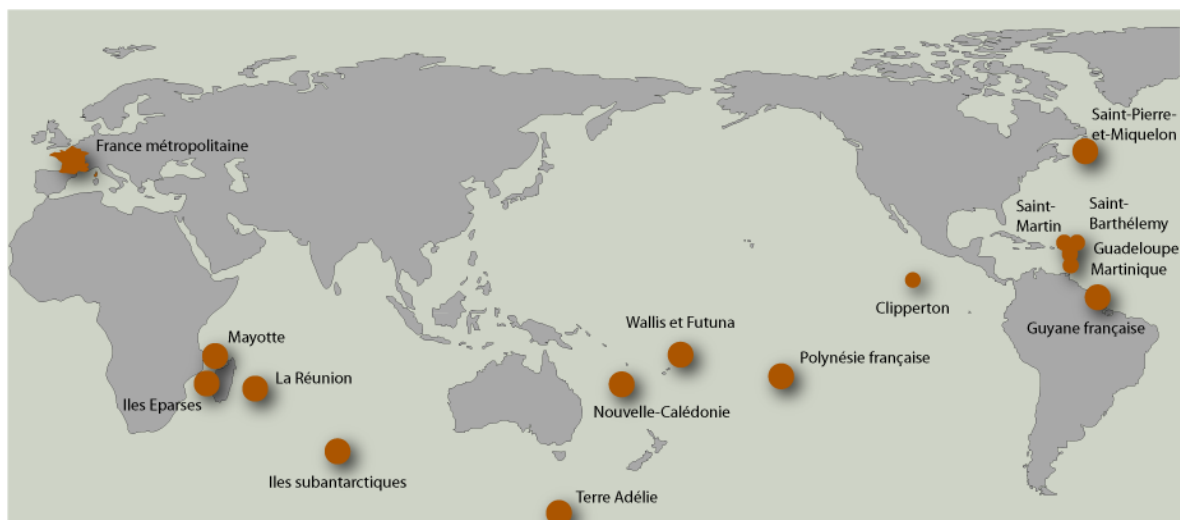 Saint-Pierre-
et-Miquelon
France métropolitaine
Saint-
Martin
Saint-
Barthélemy
Guadeloupe
Martinique
Clipperton
Guyane française
Wallis et Futuna
Mayotte
Polynésie française
La Réunion
Iles Eparses
Nouvelle-Calédonie
Iles subantarctiques
Terre Adélie